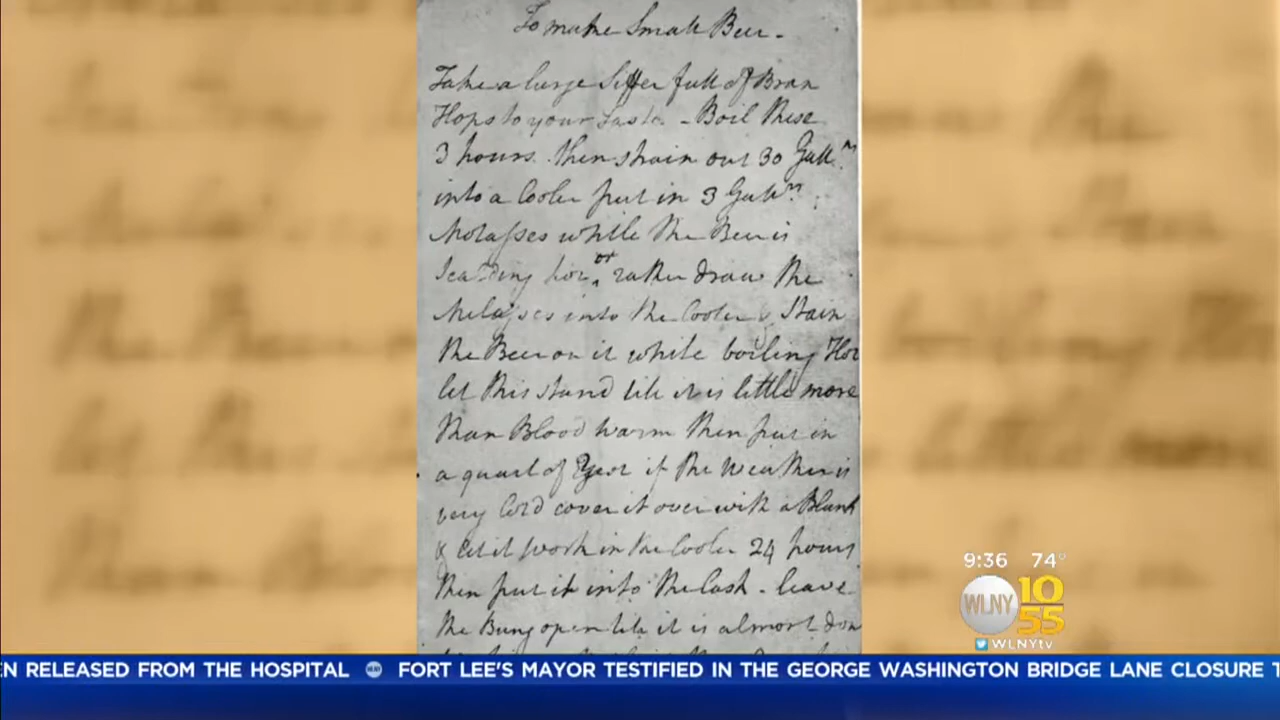 To make Small Beer -
Take a large Siffer full of Bran
Hops to your Taste. - Boil these
3 hours. then strain out 30 Gallns
into a Cooler put in 3 Gallns
Molasses while the Beer is
Scalding hot or rather draw the
Melasses into the Cooler & Strain
the Beer on it while boiling Hot
let this stand till it is little more
than Blood warm then put in
a quart of Yest if the weather is
very Cold cover it over with a Blank
& let it work in the Cooler 24 hours
then put it into the Cask - leave
the Bung open till it is almost don
9:36 74°
WLNY 10 55
WLNYtv
EN RELEASED FROM THE HOSPITAL FORT LEE'S MAYOR TESTIFIED IN THE GEORGE WASHINGTON BRIDGE LANE CLOSURE T